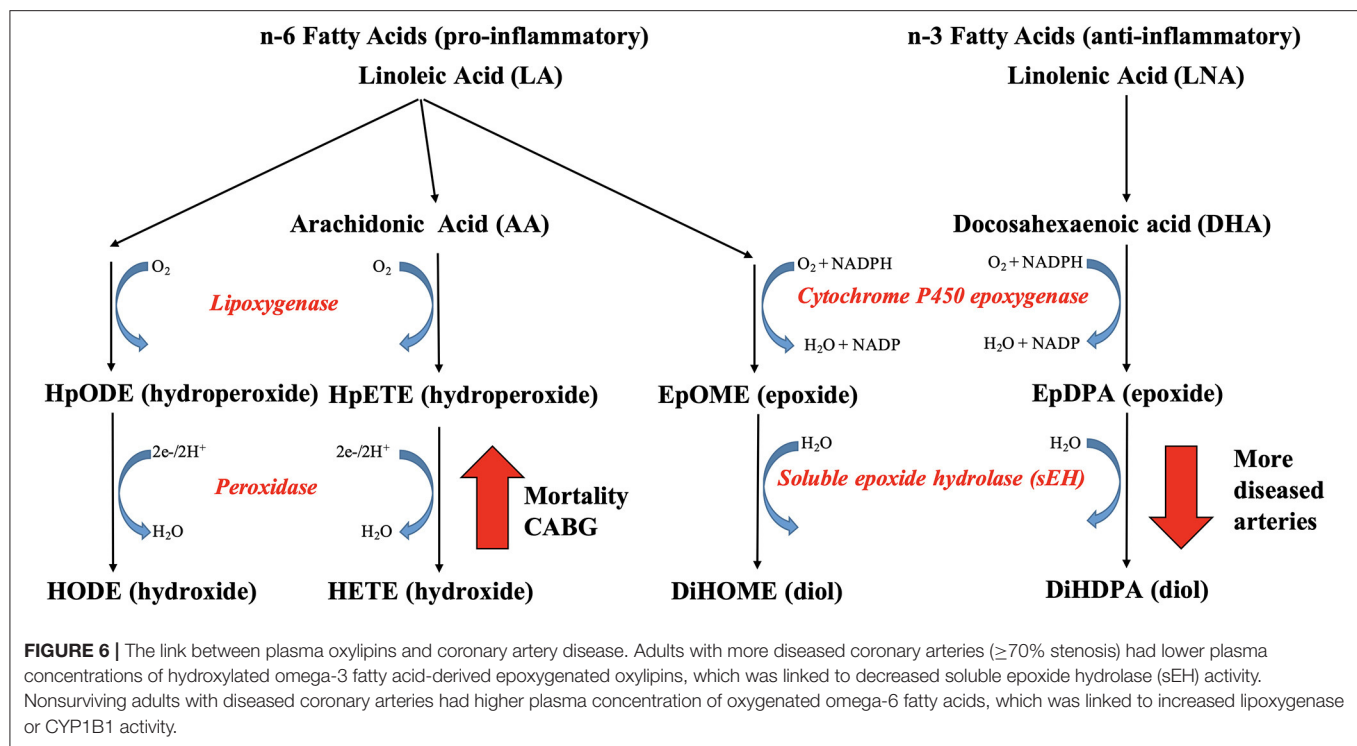 n-6 Fatty Acids (pro-inflammatory)
n-3 Fatty Acids (anti-inflammatory)
Linoleic Acid (LA)
Linolenic Acid (LNA)
Arachidonic Acid (AA)
Docosahexaenoic acid (DHA)
O₂
O₂
O₂ + NADPH
O₂ + NADPH
Lipoxygenase
Cytochrome P450 epoxygenase
H₂O + NADP
H₂O + NADP
HpODE (hydroperoxide)
HpETE (hydroperoxide)
EpOME (epoxide)
EpDPA (epoxide)
2e-/2H⁺
2e-/2H⁺
H₂O
H₂O
Peroxidase
Soluble epoxide hydrolase (sEH)
Mortality
CABG
More
diseased
arteries
H₂O
H₂O
HODE (hydroxide)
HETE (hydroxide)
DiHOME (diol)
DiHDPA (diol)
FIGURE 6 | The link between plasma oxylipins and coronary artery disease. Adults with more diseased coronary arteries (≥70% stenosis) had lower plasma
concentrations of hydroxylated omega-3 fatty acid-derived epoxygenated oxylipins, which was linked to decreased soluble epoxide hydrolase (sEH) activity.
Nonsurviving adults with diseased coronary arteries had higher plasma concentration of oxygenated omega-6 fatty acids, which was linked to increased lipoxygenase
or CYP1B1 activity.